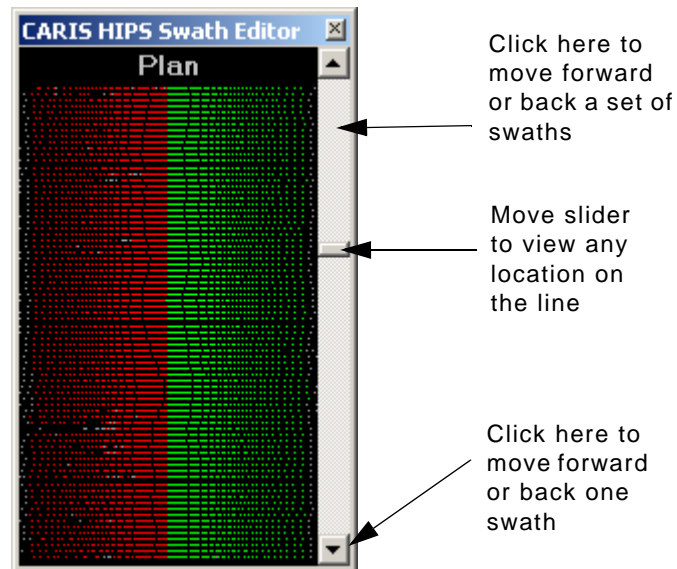 CARIS HIPS Swath Editor
Plan
Click here to
move forward
or back a set of
swaths
Move slider
to view any
location on
the line
Click here to
move forward
or back one
swath